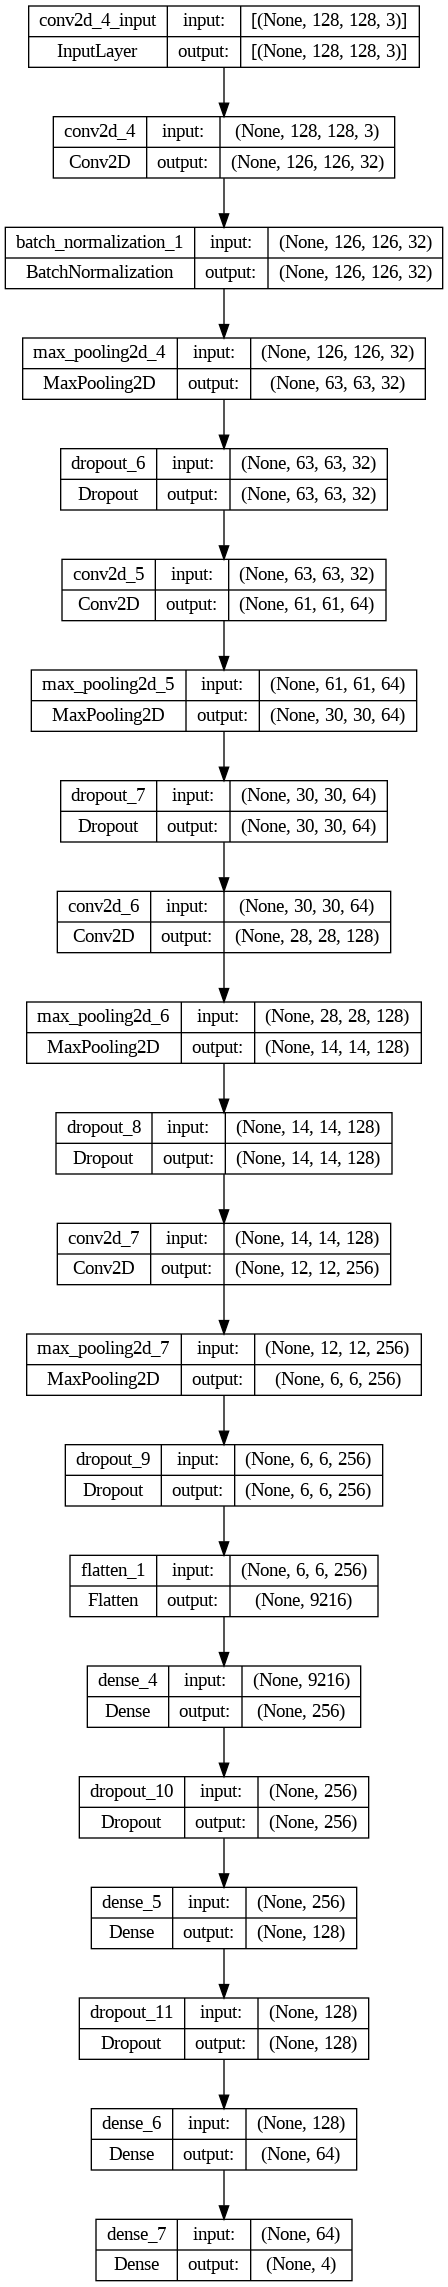 conv2d_4_input input: [(None, 128, 128, 3)]
InputLayer output: [(None, 128, 128, 3)]
conv2d_4 input: (None, 128, 128, 3)
Conv2D output: (None, 126, 126, 32)
batch_normalization_1 input: (None, 126, 126, 32)
BatchNormalization output: (None, 126, 126, 32)
max_pooling2d_4 input: (None, 126, 126, 32)
MaxPooling2D output: (None, 63, 63, 32)
dropout_6 input: (None, 63, 63, 32)
Dropout output: (None, 63, 63, 32)
conv2d_5 input: (None, 63, 63, 32)
Conv2D output: (None, 61, 61, 64)
max_pooling2d_5 input: (None, 61, 61, 64)
MaxPooling2D output: (None, 30, 30, 64)
dropout_7 input: (None, 30, 30, 64)
Dropout output: (None, 30, 30, 64)
conv2d_6 input: (None, 30, 30, 64)
Conv2D output: (None, 28, 28, 128)
max_pooling2d_6 input: (None, 28, 28, 128)
MaxPooling2D output: (None, 14, 14, 128)
dropout_8 input: (None, 14, 14, 128)
Dropout output: (None, 14, 14, 128)
conv2d_7 input: (None, 14, 14, 128)
Conv2D output: (None, 12, 12, 256)
max_pooling2d_7 input: (None, 12, 12, 256)
MaxPooling2D output: (None, 6, 6, 256)
dropout_9 input: (None, 6, 6, 256)
Dropout output: (None, 6, 6, 256)
flatten_1 input: (None, 6, 6, 256)
Flatten output: (None, 9216)
dense_4 input: (None, 9216)
Dense output: (None, 256)
dropout_10 input: (None, 256)
Dropout output: (None, 256)
dense_5 input: (None, 256)
Dense output: (None, 128)
dropout_11 input: (None, 128)
Dropout output: (None, 128)
dense_6 input: (None, 128)
Dense output: (None, 64)
dense_7 input: (None, 64)
Dense output: (None, 4)